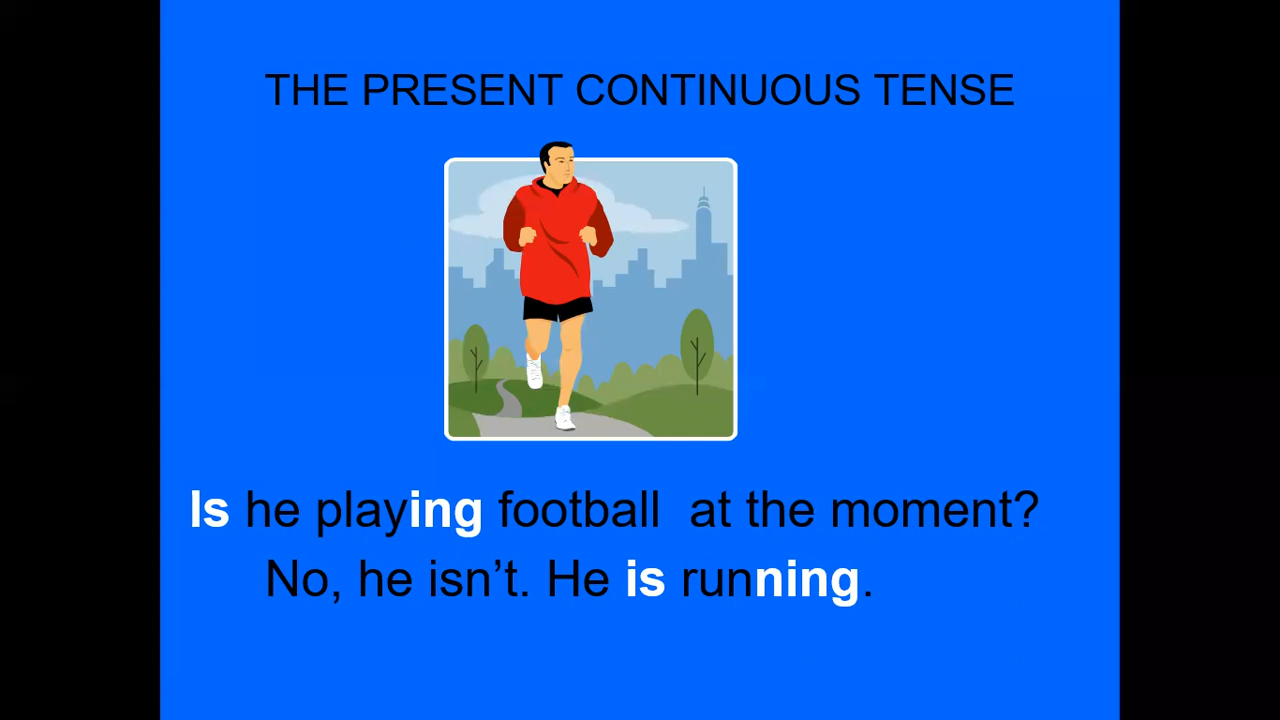 THE PRESENT CONTINUOUS TENSE
Is he playing football  at the moment?
No, he isn’t. He is running.